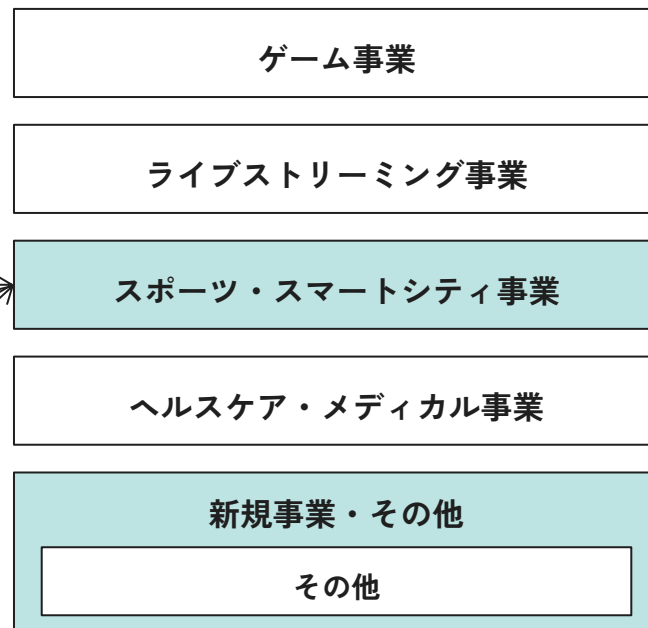 ゲーム事業
ライブストリーミング事業
スポーツ・スマートシティ事業
ヘルスケア・メディカル事業
新規事業・その他
その他